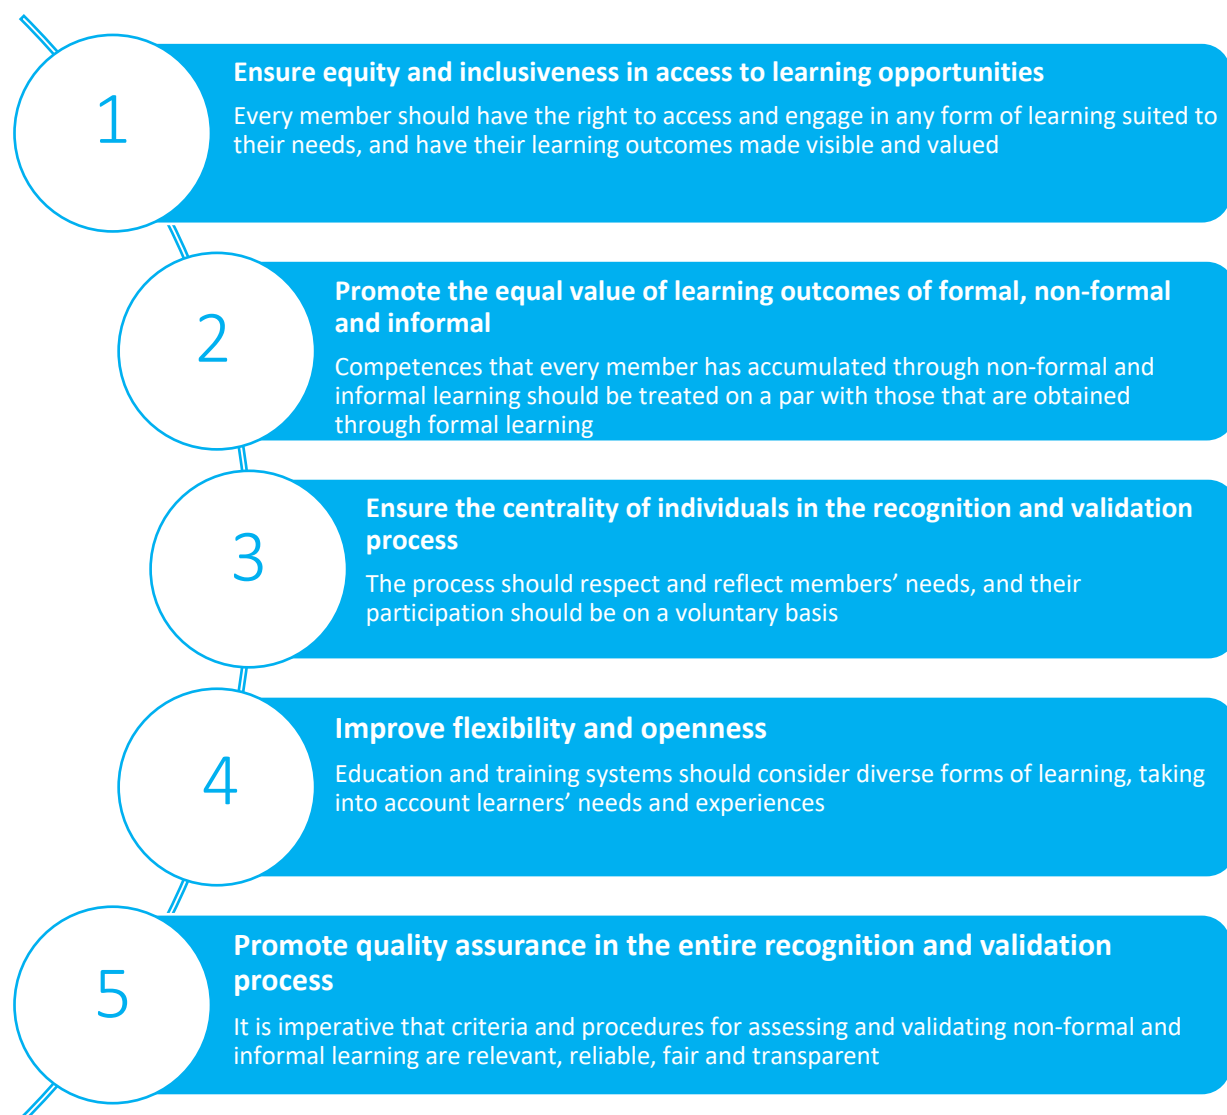 1
Ensure equity and inclusiveness in access to learning opportunities
Every member should have the right to access and engage in any form of learning suited to
their needs, and have their learning outcomes made visible and valued
2
Promote the equal value of learning outcomes of formal, non-formal
and informal
Competences that every member has accumulated through non-formal and
informal learning should be treated on a par with those that are obtained
through formal learning
3
Ensure the centrality of individuals in the recognition and validation
process
The process should respect and reflect members’ needs, and their
participation should be on a voluntary basis
4
Improve flexibility and openness
Education and training systems should consider diverse forms of learning, taking
into account learners’ needs and experiences
5
Promote quality assurance in the entire recognition and validation
process
It is imperative that criteria and procedures for assessing and validating non-formal and
informal learning are relevant, reliable, fair and transparent